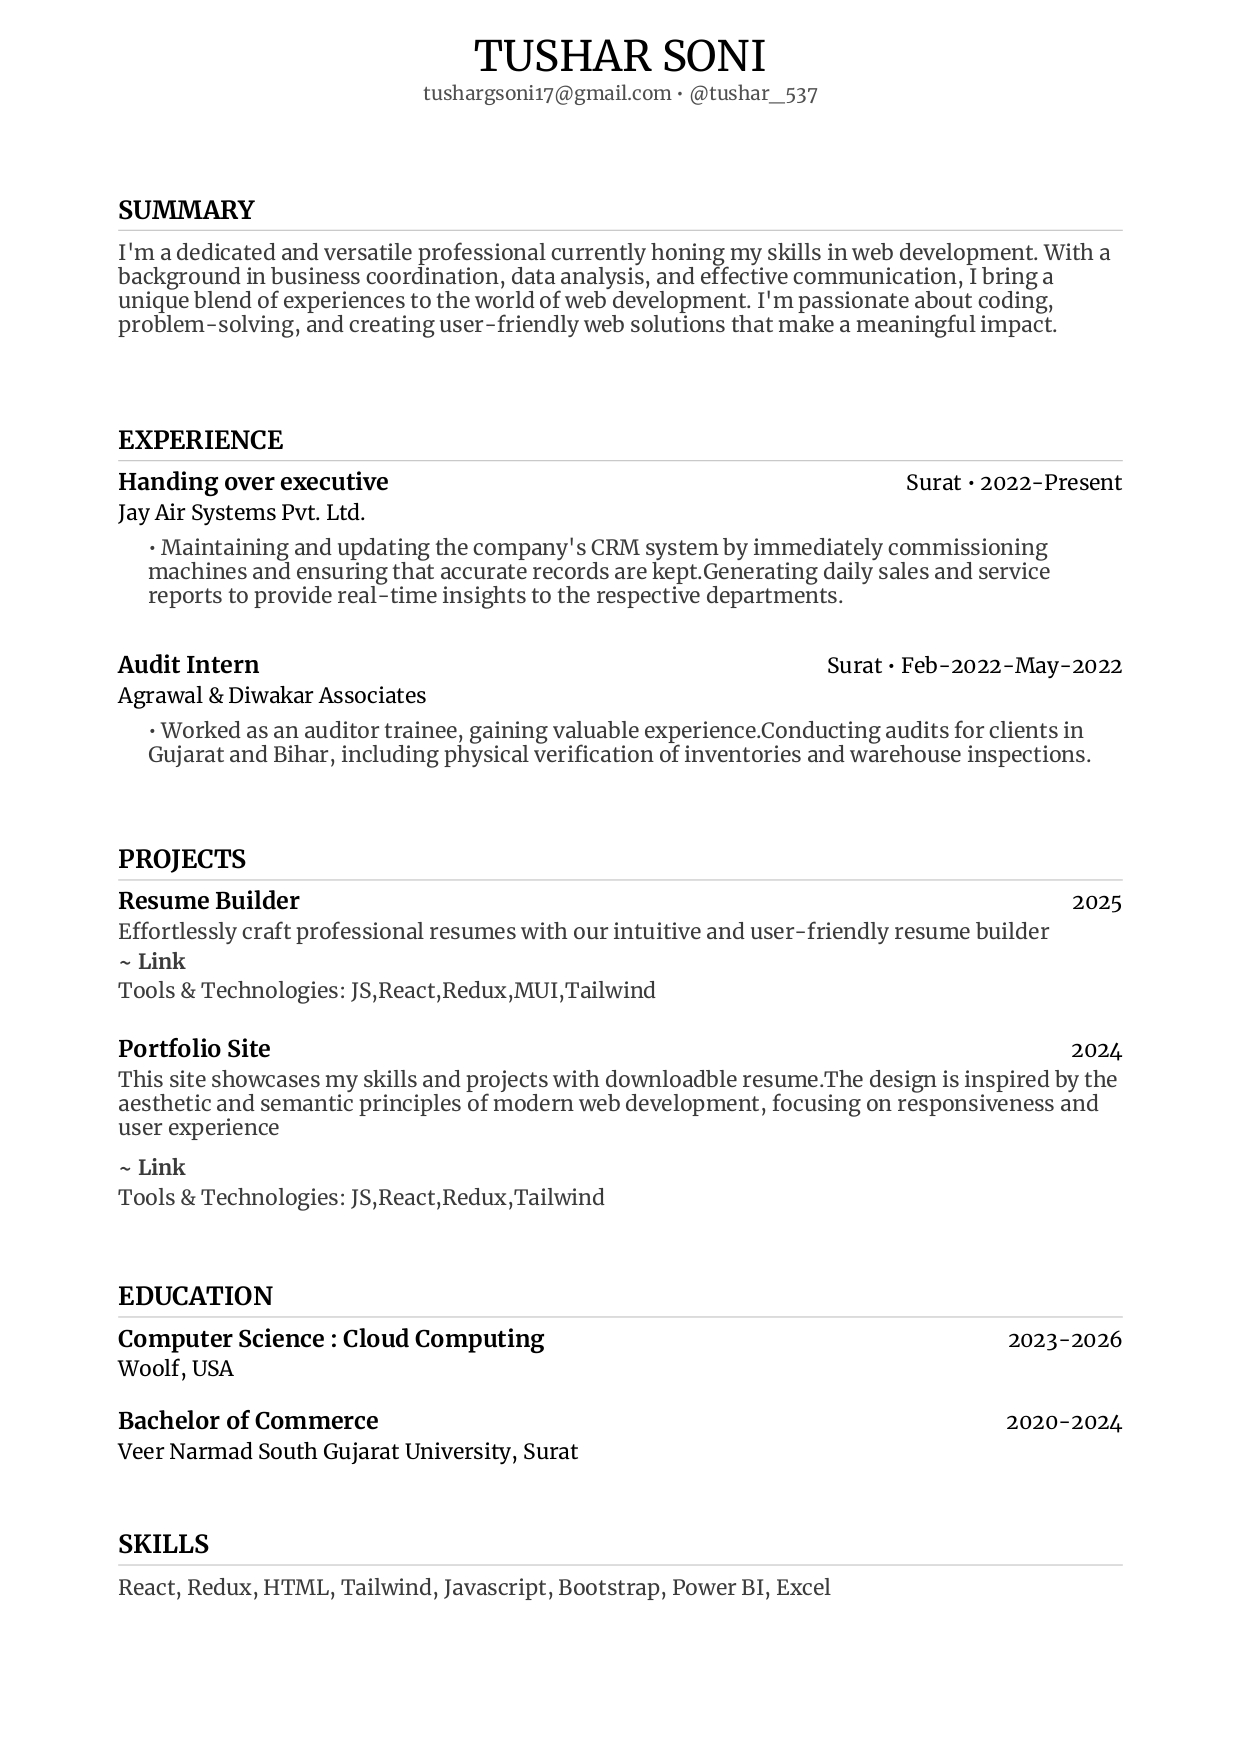 TUSHAR SONI
tushargsoni17@gmail.com • @tushar__537
SUMMARY
I'm a dedicated and versatile professional currently honing my skills in web development. With a
background in business coordination, data analysis, and effective communication, I bring a
unique blend of experiences to the world of web development. I'm passionate about coding,
problem-solving, and creating user-friendly web solutions that make a meaningful impact.
EXPERIENCE
Handing over executive Surat • 2022-Present
Jay Air Systems Pvt. Ltd.
• Maintaining and updating the company's CRM system by immediately commissioning
machines and ensuring that accurate records are kept.Generating daily sales and service
reports to provide real-time insights to the respective departments.
Audit Intern Surat • Feb-2022-May-2022
Agrawal & Diwakar Associates
• Worked as an auditor trainee, gaining valuable experience.Conducting audits for clients in
Gujarat and Bihar, including physical verification of inventories and warehouse inspections.
PROJECTS
Resume Builder 2025
Effortlessly craft professional resumes with our intuitive and user-friendly resume builder
~ Link
Tools & Technologies: JS,React,Redux,MUI,Tailwind
Portfolio Site 2024
This site showcases my skills and projects with downloadble resume.The design is inspired by the
aesthetic and semantic principles of modern web development, focusing on responsiveness and
user experience
~ Link
Tools & Technologies: JS,React,Redux,Tailwind
EDUCATION
Computer Science : Cloud Computing 2023-2026
Woolf, USA
Bachelor of Commerce 2020-2024
Veer Narmad South Gujarat University, Surat
SKILLS
React, Redux, HTML, Tailwind, Javascript, Bootstrap, Power BI, Excel